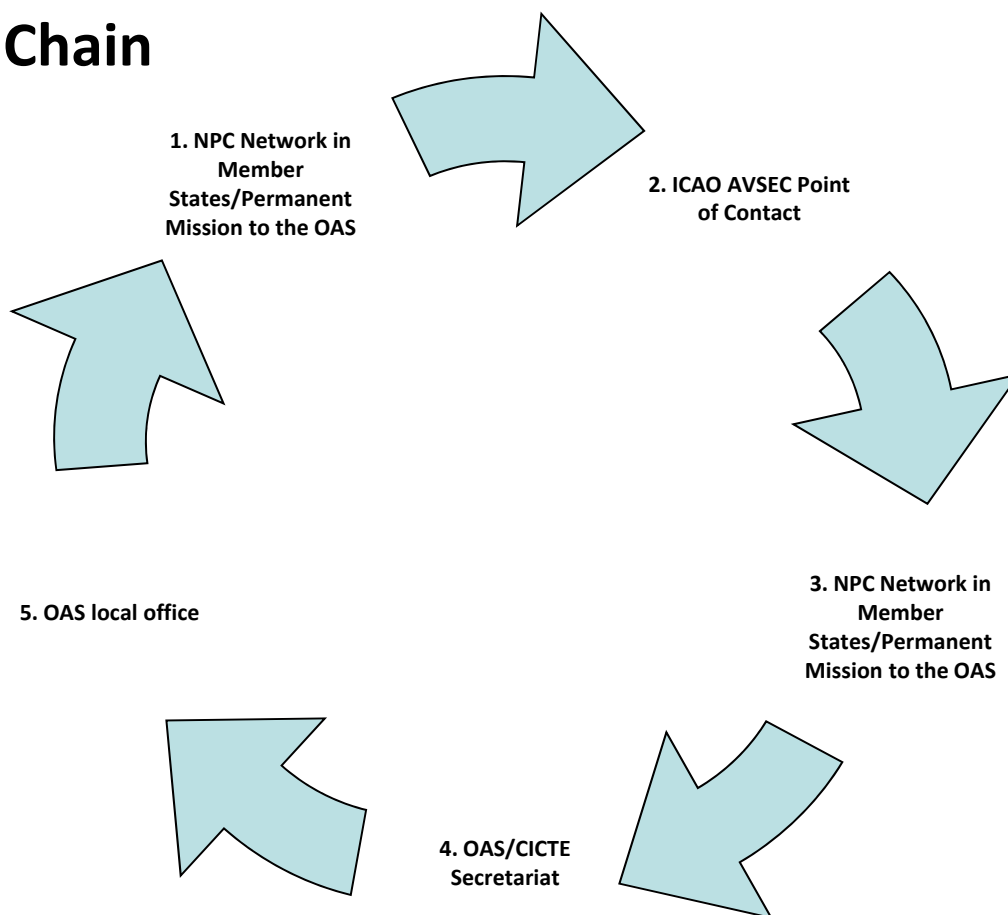 Chain
1. NPC Network in
Member
States/Permanent
Mission to the OAS
2. ICAO AVSEC Point
of Contact
3. NPC Network in
Member
States/Permanent
Mission to the OAS
4. OAS/CICTE
Secretariat
5. OAS local office